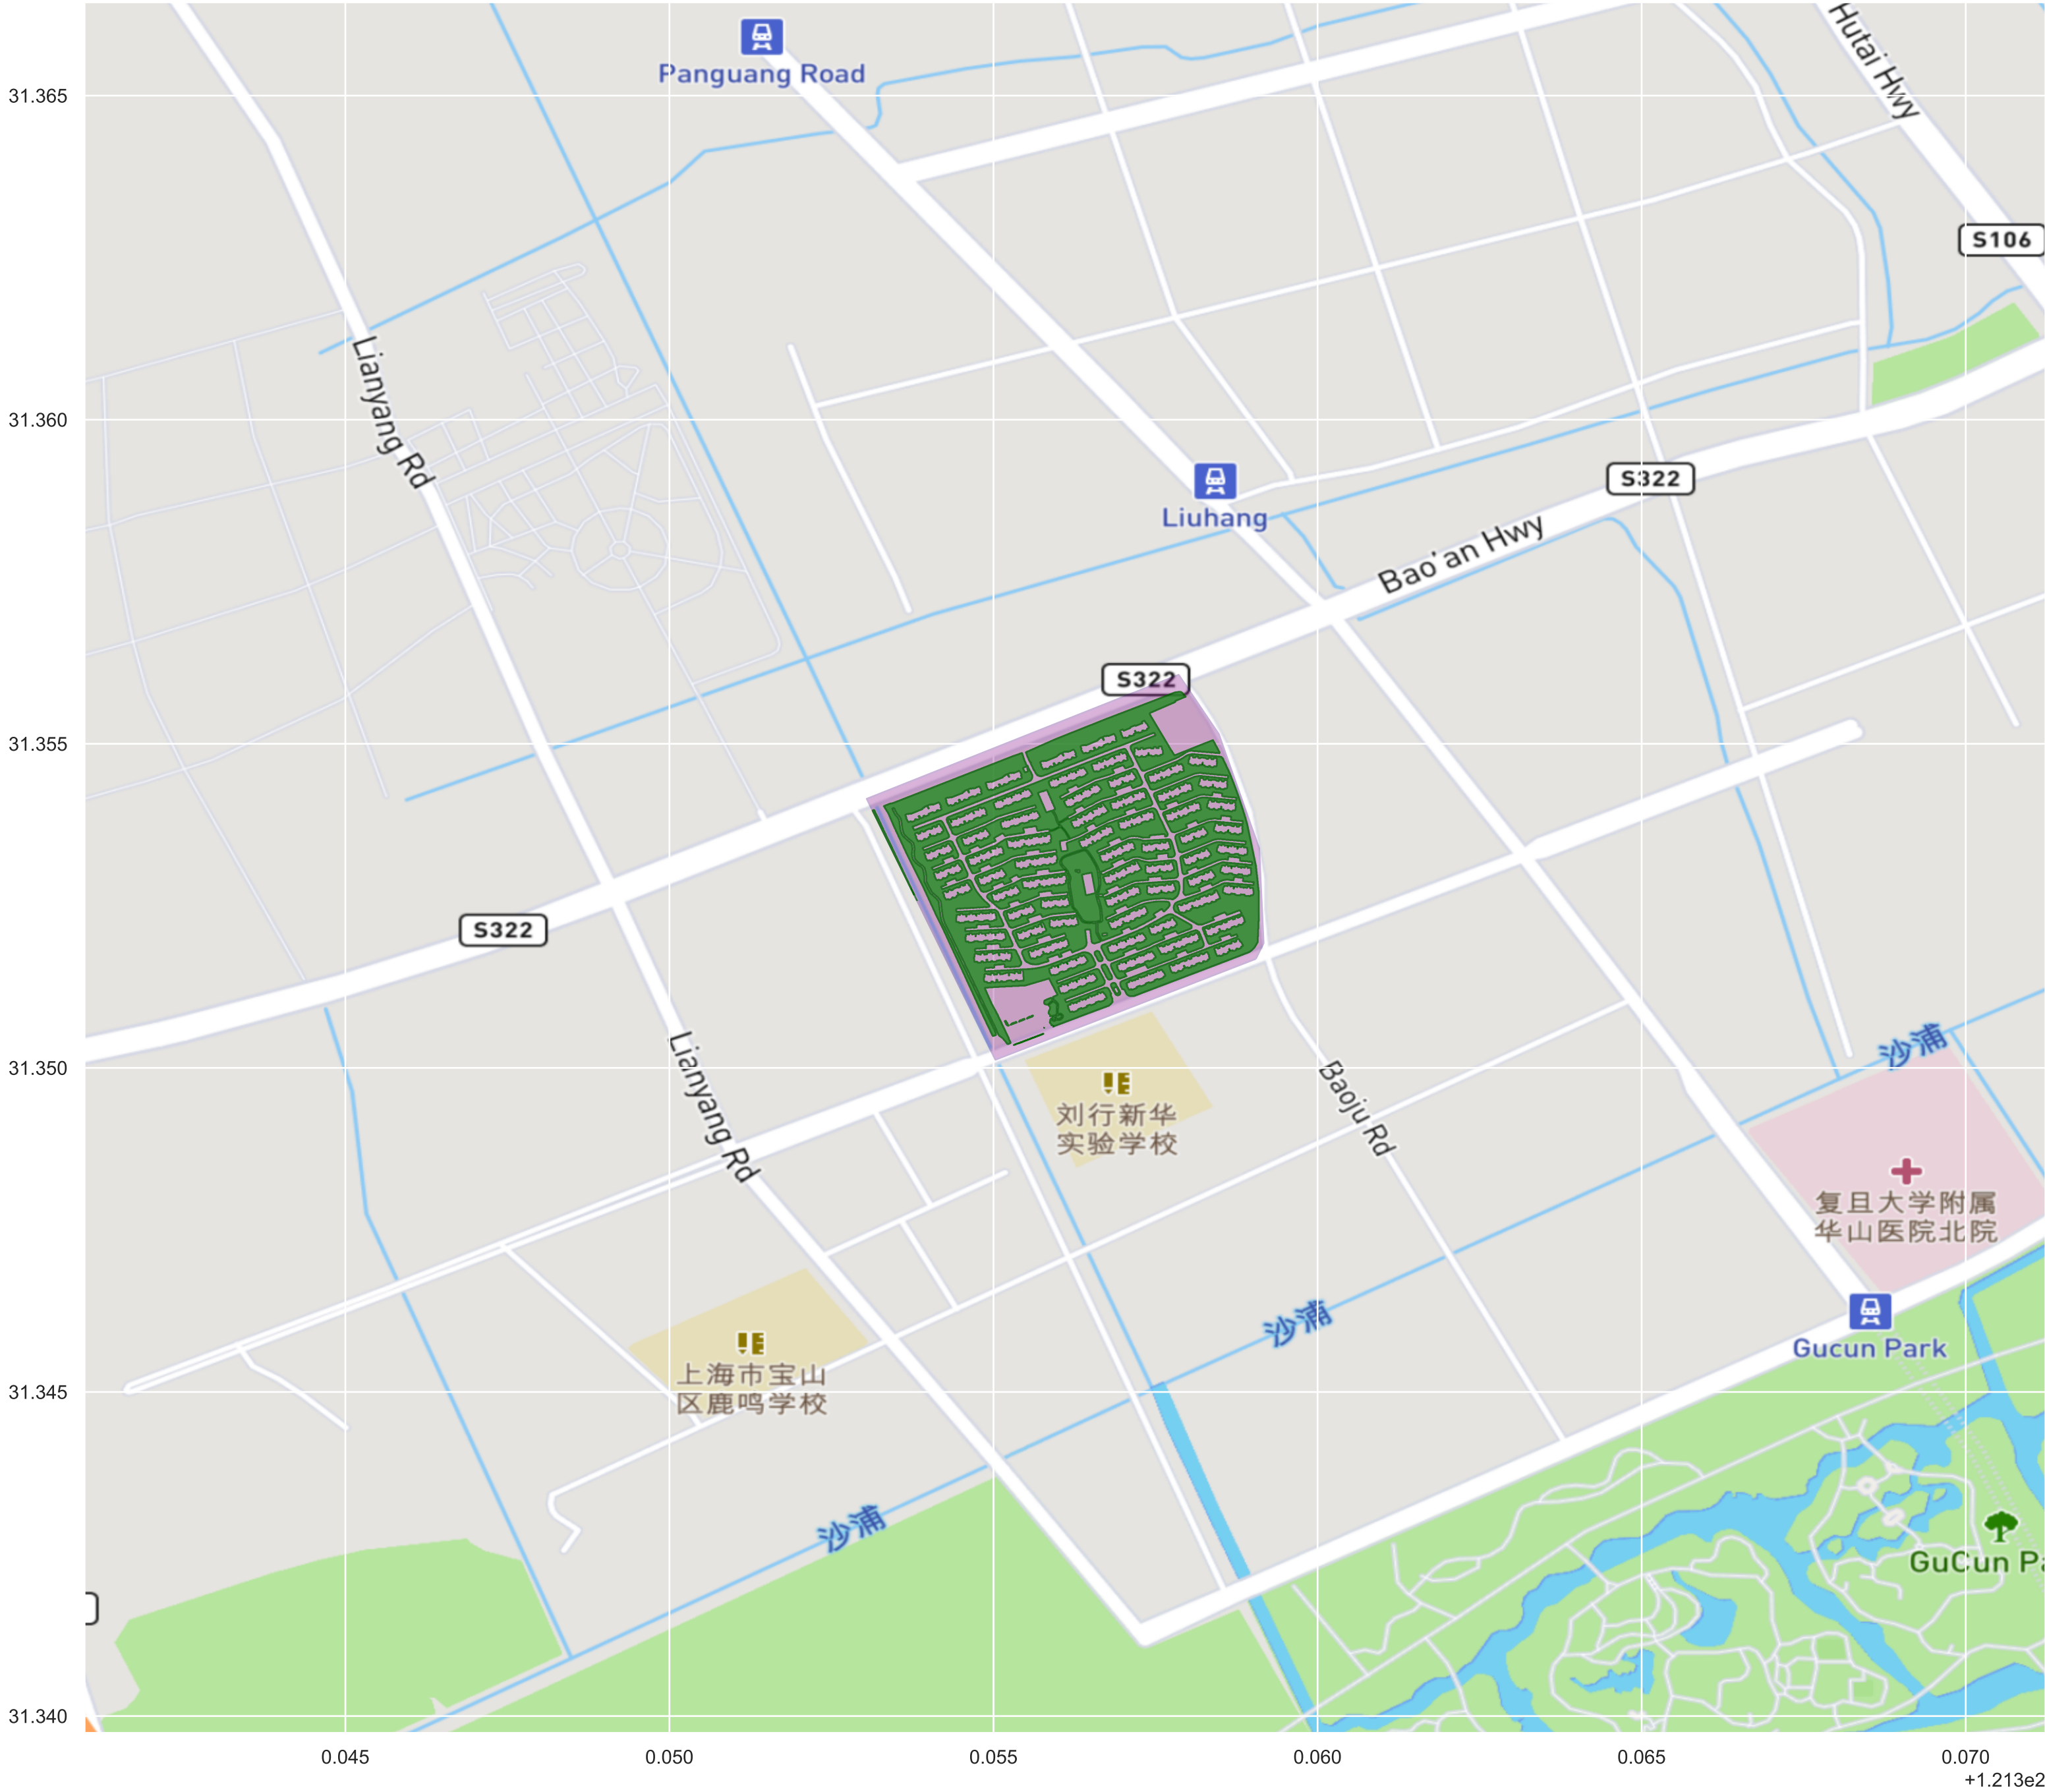 Hutai Hwy
Panguang Road
31.365
S106
Lianyang Rd
31.360
S322
Liuhang
Bao'an Hwy
S322
31.355
S322
沙浦
31.350
刘行新华
实验学校
Lianyang Rd
Baoju Rd
复旦大学附属
华山医院北院
沙浦
Gucun Park
上海市宝山
区鹿鸣学校
31.345
沙浦
GuCun Pa
31.340
0.045
0.050
0.055
0.060
0.065
0.070
+1.213e2